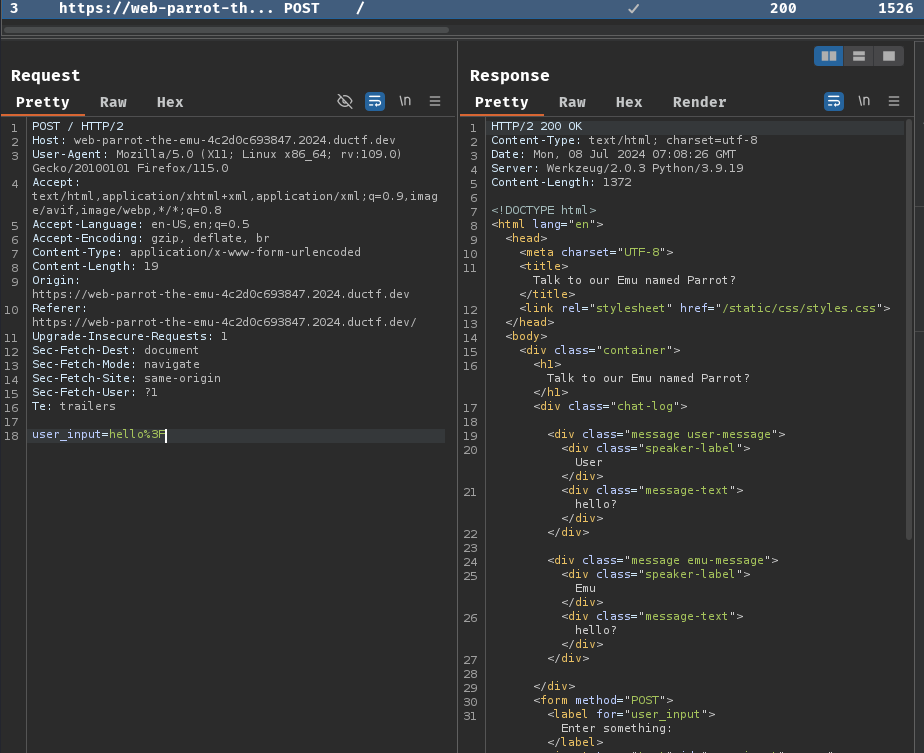 3 https://web-parrot-th... POST / ✓ 200 1526
Request
Pretty Raw Hex \n
1 POST / HTTP/2
2 Host: web-parrot-the-emu-4c2d0c693847.2024.ductf.dev
3 User-Agent: Mozilla/5.0 (X11; Linux x86_64; rv:109.0)
Gecko/20100101 Firefox/115.0
4 Accept:
text/html,application/xhtml+xml,application/xml;q=0.9,imag
e/avif,image/webp,*/*;q=0.8
5 Accept-Language: en-US,en;q=0.5
6 Accept-Encoding: gzip, deflate, br
7 Content-Type: application/x-www-form-urlencoded
8 Content-Length: 19
9 Origin:
https://web-parrot-the-emu-4c2d0c693847.2024.ductf.dev
10 Referer:
https://web-parrot-the-emu-4c2d0c693847.2024.ductf.dev/
11 Upgrade-Insecure-Requests: 1
12 Sec-Fetch-Dest: document
13 Sec-Fetch-Mode: navigate
14 Sec-Fetch-Site: same-origin
15 Sec-Fetch-User: ?1
16 Te: trailers
17
18 user_input=hello%3F
Response
Pretty Raw Hex Render \n
1 HTTP/2 200 OK
2 Content-Type: text/html; charset=utf-8
3 Date: Mon, 08 Jul 2024 07:08:26 GMT
4 Server: Werkzeug/2.0.3 Python/3.9.19
5 Content-Length: 1372
6
7 <!DOCTYPE html>
8 <html lang="en">
9 <head>
10 <meta charset="UTF-8">
11 <title>
Talk to our Emu named Parrot?
</title>
12 <link rel="stylesheet" href="/static/css/styles.css">
13 </head>
14 <body>
15 <div class="container">
16 <h1>
Talk to our Emu named Parrot?
</h1>
17 <div class="chat-log">
18
19 <div class="message user-message">
20 <div class="speaker-label">
User
</div>
21 <div class="message-text">
hello?
</div>
22 </div>
23
24 <div class="message emu-message">
25 <div class="speaker-label">
Emu
</div>
26 <div class="message-text">
hello?
</div>
27 </div>
28
29 </div>
30 <form method="POST">
31 <label for="user_input">
Enter something:
</label>